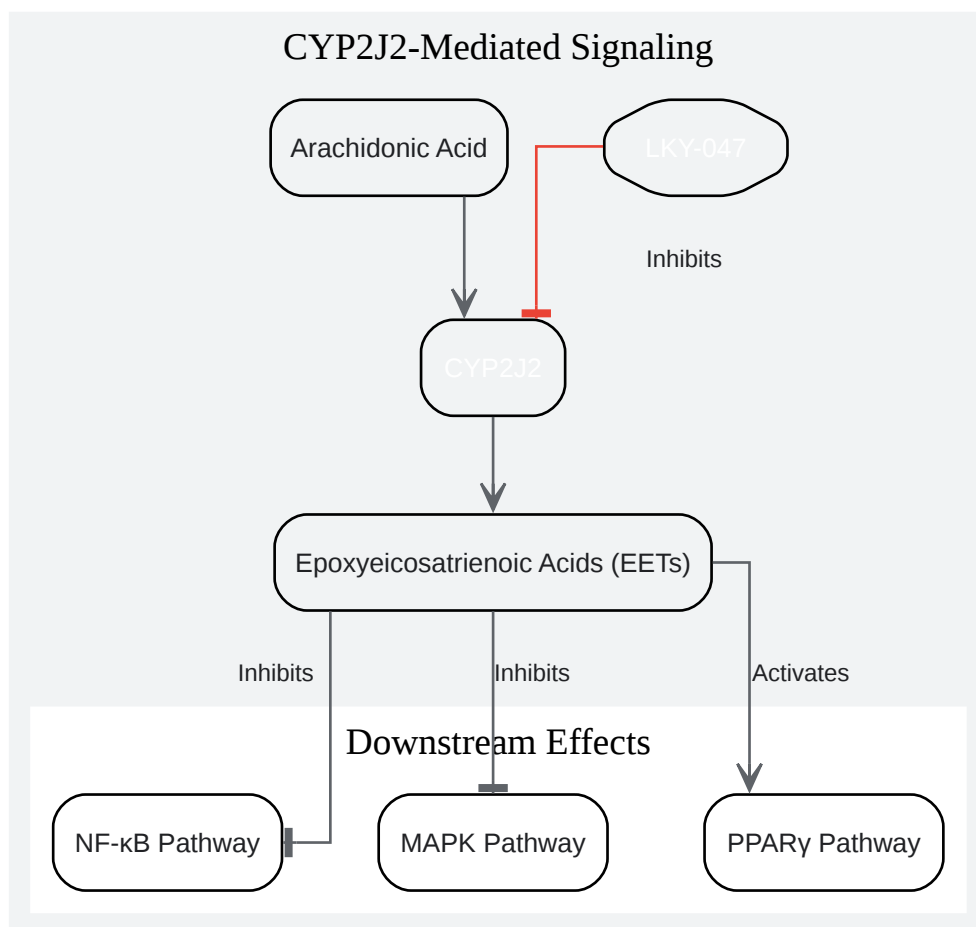 CYP2J2-Mediated Signaling
Arachidonic Acid
LKY-047
Inhibits
CYP2J2
Epoxyeicosatrienoic Acids (EETs)
Inhibits
Inhibits
Activates
Downstream Effects
NF-κB Pathway
MAPK Pathway
PPARγ Pathway